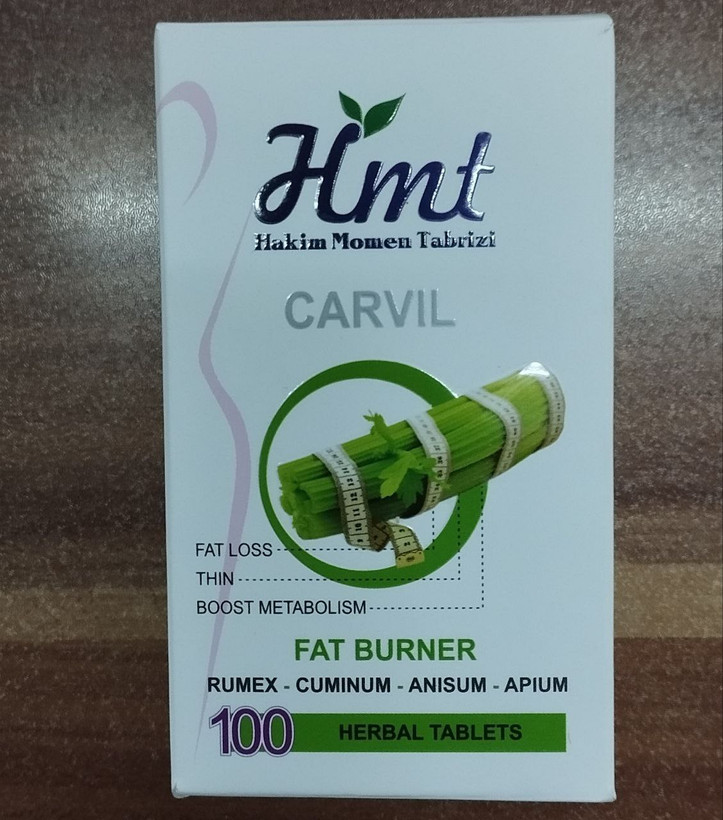 Hmt
Hakim Momen Tabrizi
CARVIL
FAT LOSS
THIN
BOOST METABOLISM
FAT BURNER
RUMEX - CUMINUM - ANISUM - APIUM
100 HERBAL TABLETS